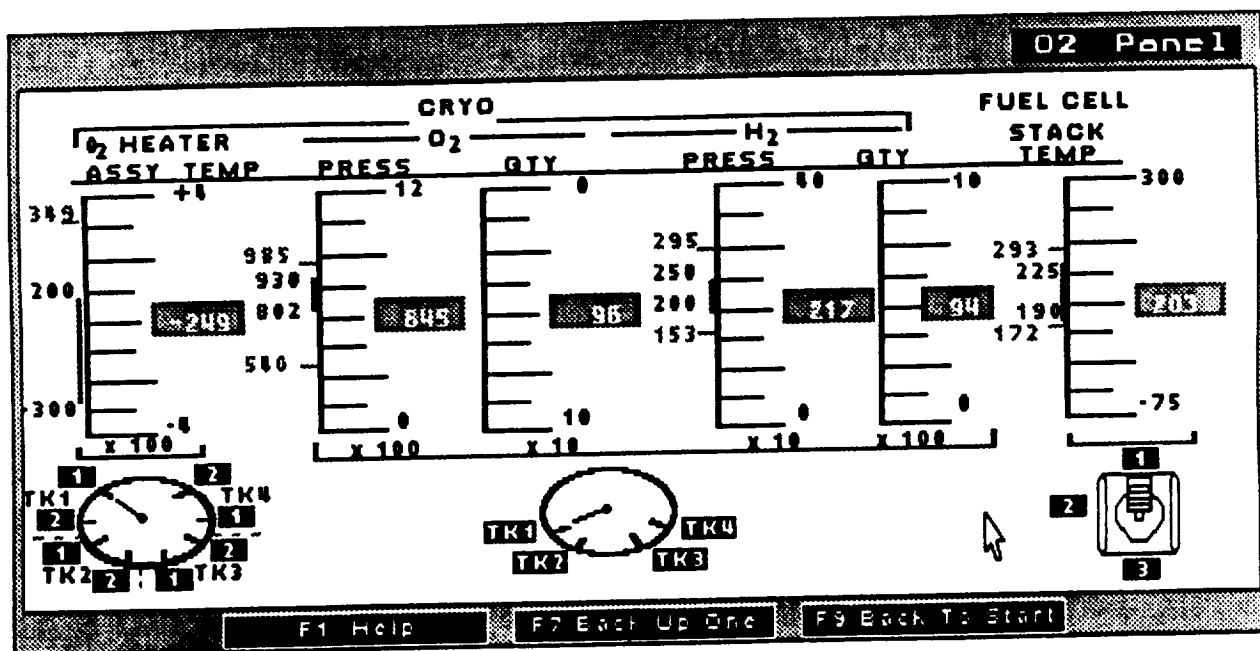 O2 Panel
CRYO
FUEL CELL
O2 HEATER
O2
H2
STACK
ASSY TEMP
PRESS
QTY
PRESS
QTY
TEMP
+4
12
0
40
10
300
349
985
295
293
930
250
225
200
802
200
190
-249
845
96
217
94
203
153
172
540
-300
-4
0
10
0
0
-75
X 100
X 100
X 10
X 10
X 100
1
2
TK1
TK4
2
1
1
2
TK2
2
1
TK3
TK1
TK4
TK2
TK3
1
2
3
F1 Help
F7 Back Up One
F9 Back To Start